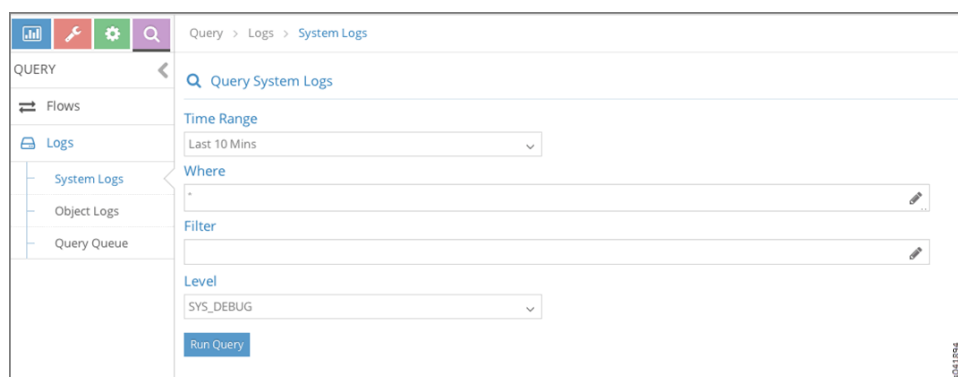 Query > Logs > System Logs
QUERY
Flows
Logs
System Logs
Object Logs
Query Queue
Query System Logs
Time Range
Last 10 Mins
Where
Filter
Level
SYS_DEBUG
Run Query
g041894